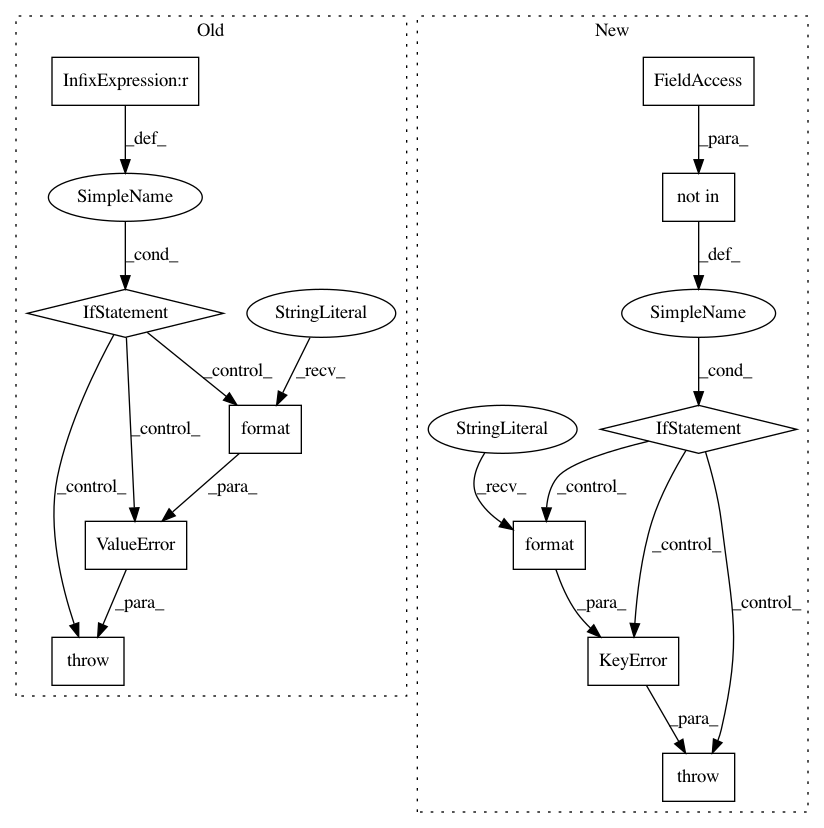 Old
InfixExpression:r
_def_
SimpleName
_cond_
IfStatement
StringLiteral
_control_
_recv_
format
_control_
_control_
_para_
ValueError
_para_
throw
New
FieldAccess
_para_
not in
_def_
SimpleName
_cond_
StringLiteral
IfStatement
_recv_
_control_
format
_control_
_control_
_para_
KeyError
_para_
throw